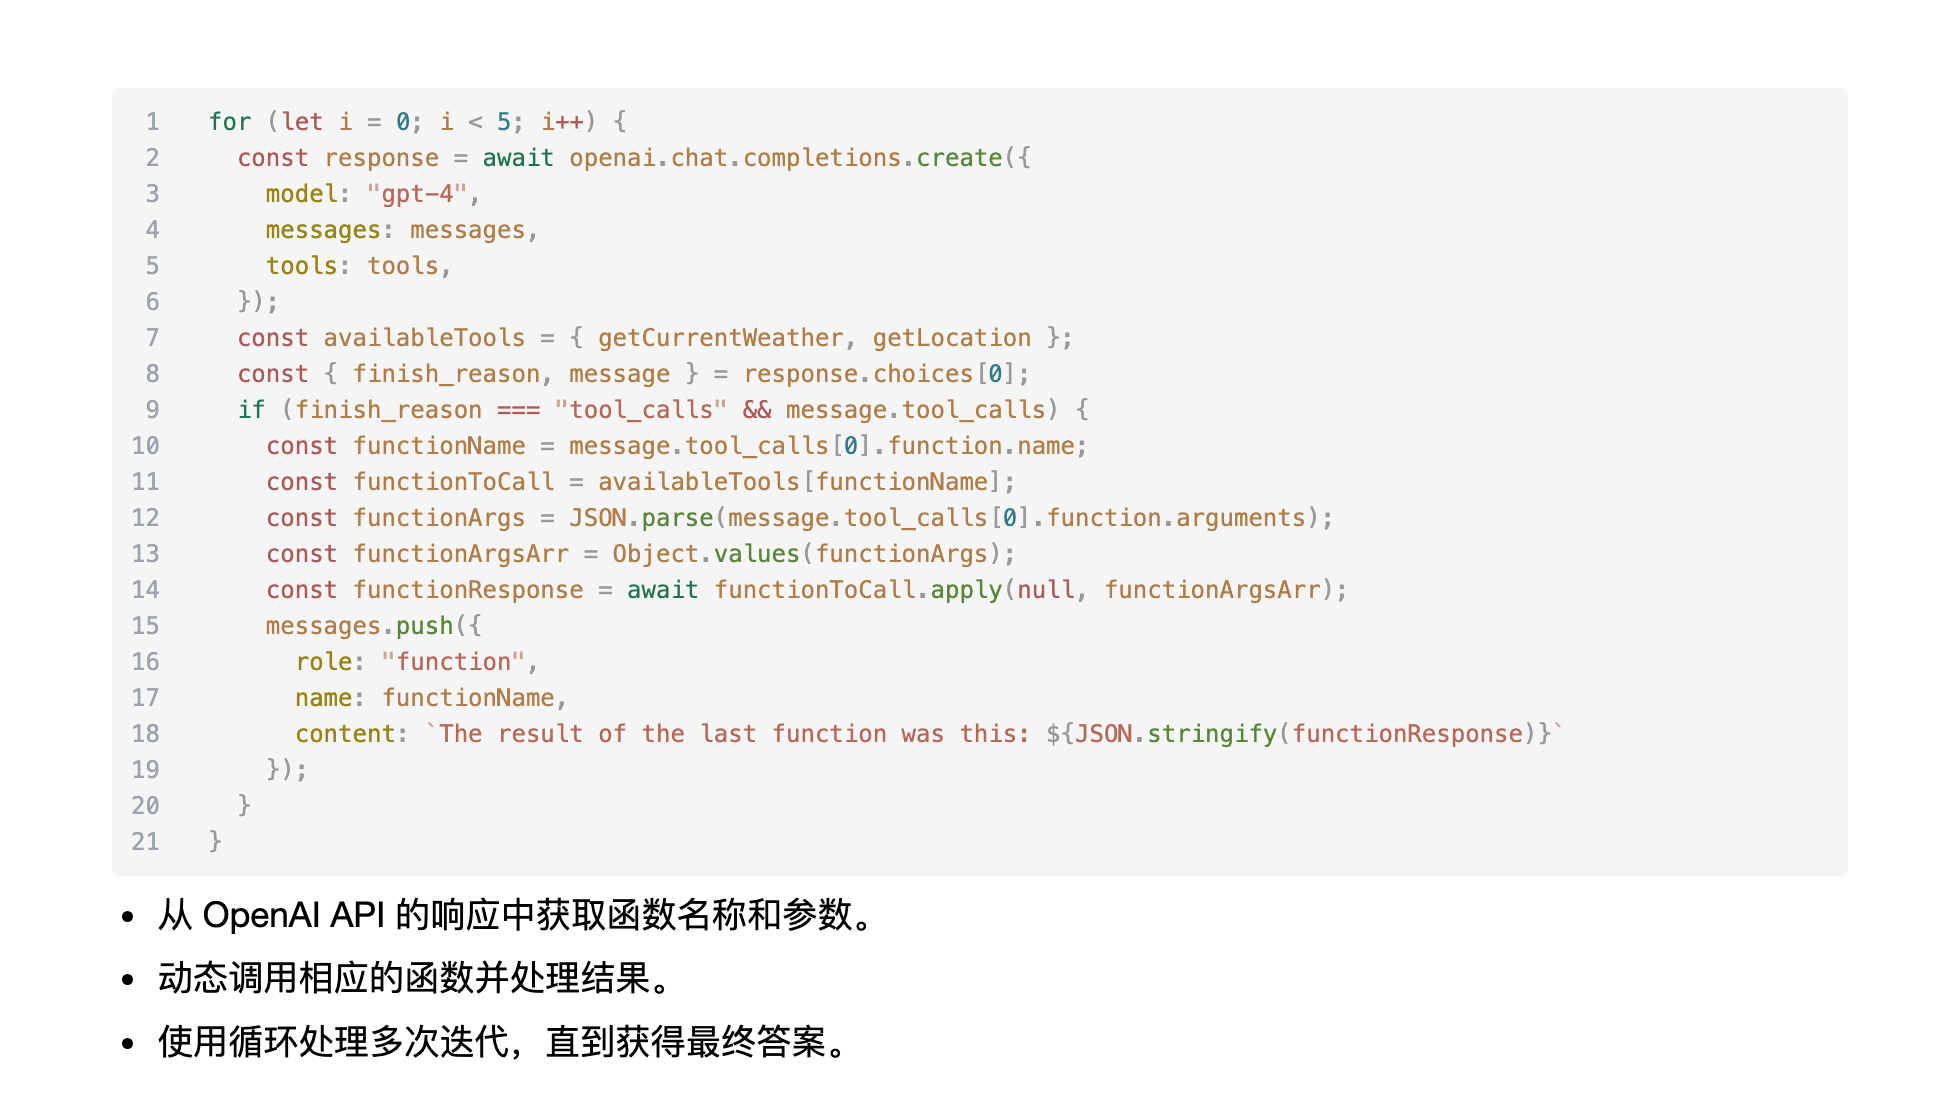 1 for (let i = 0; i < 5; i++) {
2   const response = await openai.chat.completions.create({
3     model: "gpt-4",
4     messages: messages,
5     tools: tools,
6   });
7   const availableTools = { getCurrentWeather, getLocation };
8   const { finish_reason, message } = response.choices[0];
9   if (finish_reason === "tool_calls" && message.tool_calls) {
10     const functionName = message.tool_calls[0].function.name;
11     const functionToCall = availableTools[functionName];
12     const functionArgs = JSON.parse(message.tool_calls[0].function.arguments);
13     const functionArgsArr = Object.values(functionArgs);
14     const functionResponse = await functionToCall.apply(null, functionArgsArr);
15     messages.push({
16       role: "function",
17       name: functionName,
18       content: `The result of the last function was this: ${JSON.stringify(functionResponse)}`
19     });
20   }
21 }
• 从 OpenAI API 的响应中获取函数名称和参数。
• 动态调用相应的函数并处理结果。
• 使用循环处理多次迭代，直到获得最终答案。